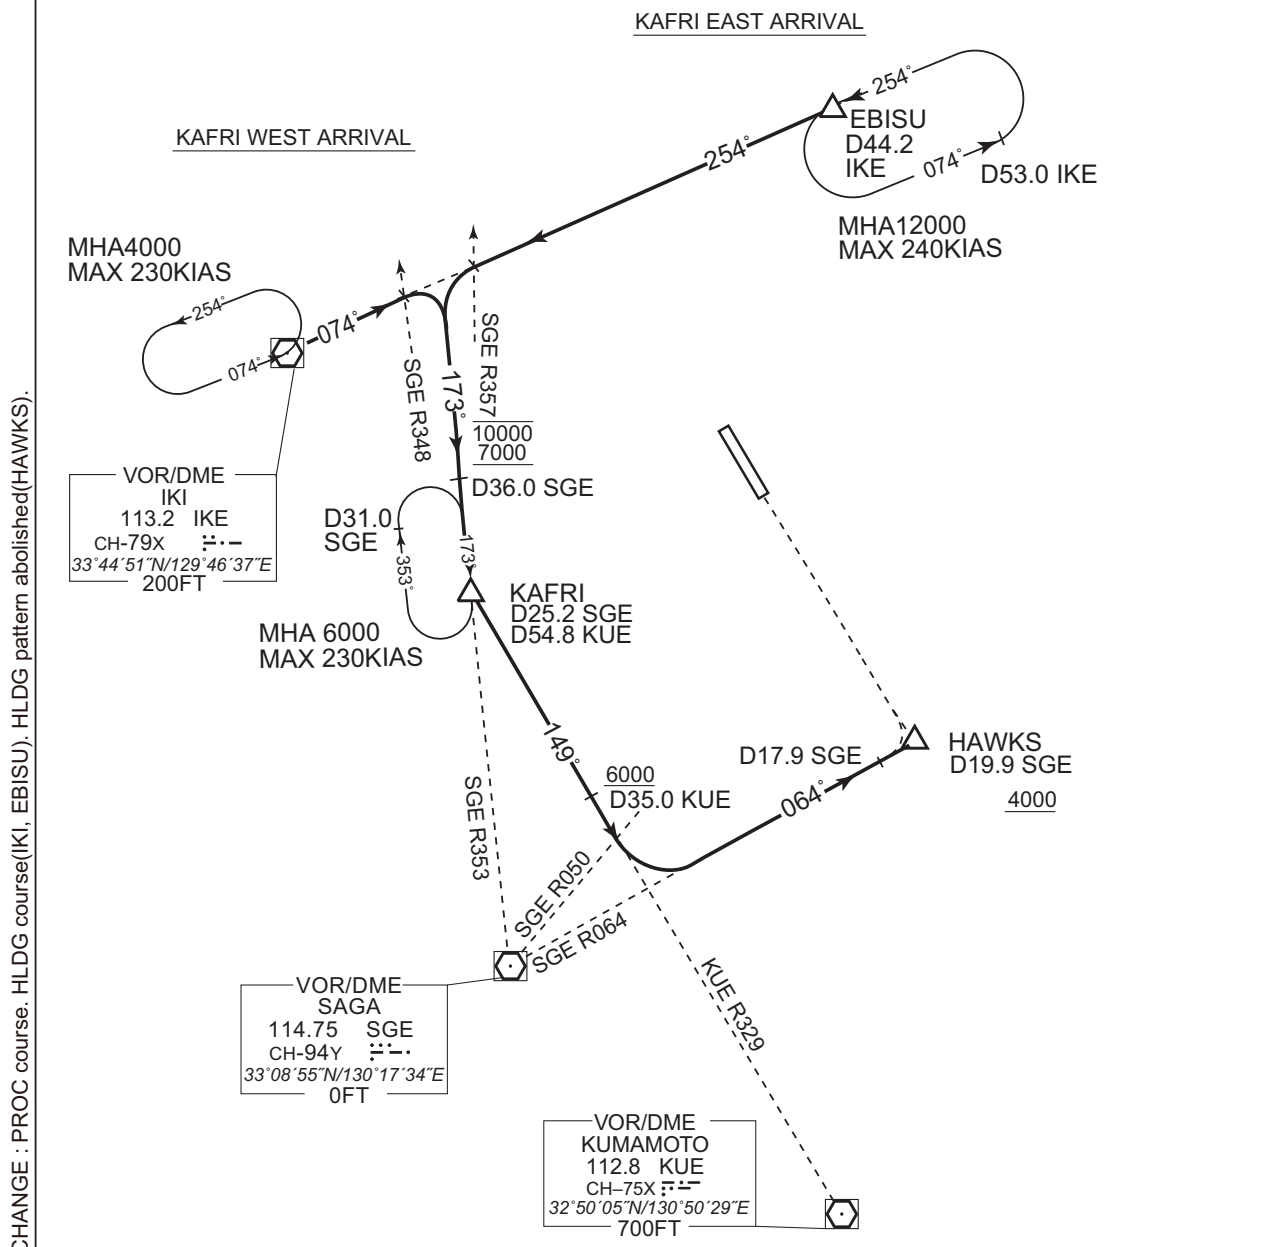 KAFRI EAST ARRIVAL
254°
EBISU
D44.2
IKE
074°
D53.0 IKE
MHA12000
MAX 240KIAS
254°
KAFRI WEST ARRIVAL
MHA4000
MAX 230KIAS
254°
074°
074°
SGE R348
SGE R357
173°
10000
7000
D36.0 SGE
VOR/DME
IKI
113.2 IKE
CH-79X
33°44´51˝N/129°46´37˝E
200FT
D31.0
SGE
353°
173°
KAFRI
D25.2 SGE
D54.8 KUE
MHA 6000
MAX 230KIAS
149°
6000
D35.0 KUE
D17.9 SGE
HAWKS
D19.9 SGE
4000
064°
SGE R353
SGE R050
SGE R064
KUE R329
VOR/DME
SAGA
114.75 SGE
CH-94Y
33°08´55˝N/130°17´34˝E
0FT
VOR/DME
KUMAMOTO
112.8 KUE
CH–75X
32°50´05˝N/130°50´29˝E
700FT
CHANGE : PROC course. HLDG course(IKI, EBISU). HLDG pattern abolished(HAWKS).